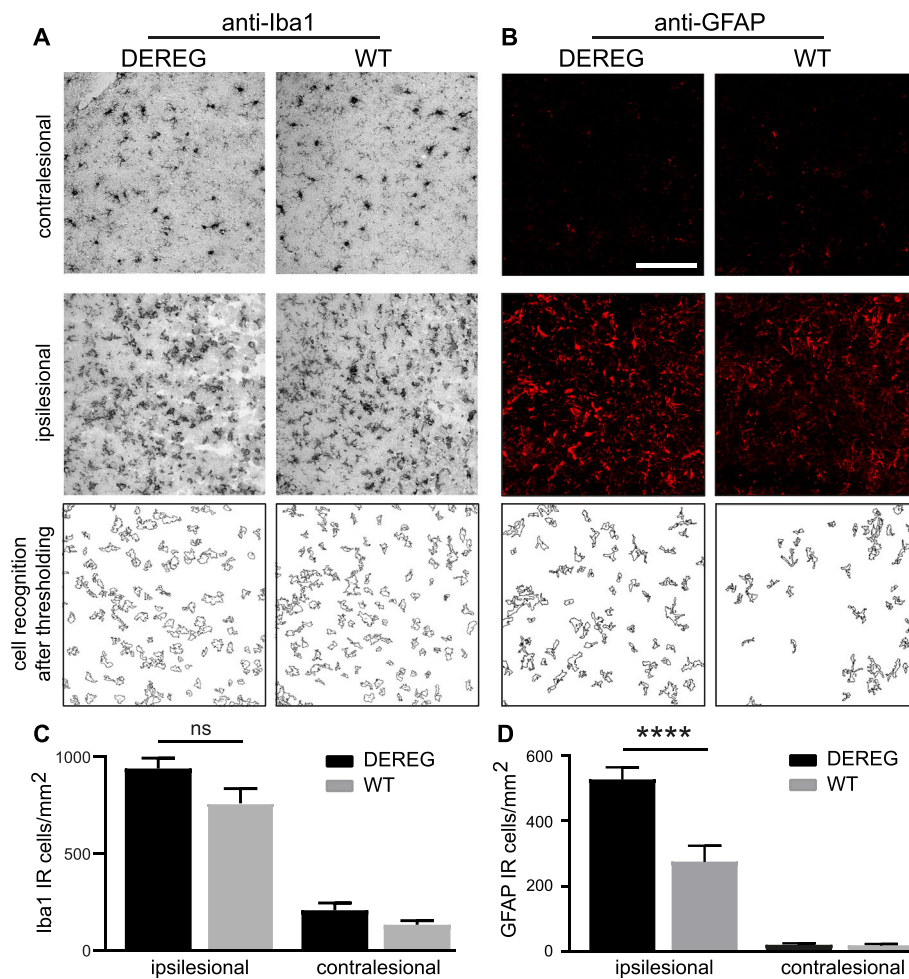 A
anti-Iba1
DEREG
WT
B
anti-GFAP
DEREG
WT
contralesional
ipsilesional
cell recognition
after thresholding
C
ns
DEREG
WT
1000
500
0
Iba1 IR cells/mm2
ipsilesional
contralesional
D
****
DEREG
WT
600
400
200
0
GFAP IR cells/mm2
ipsilesional
contralesional